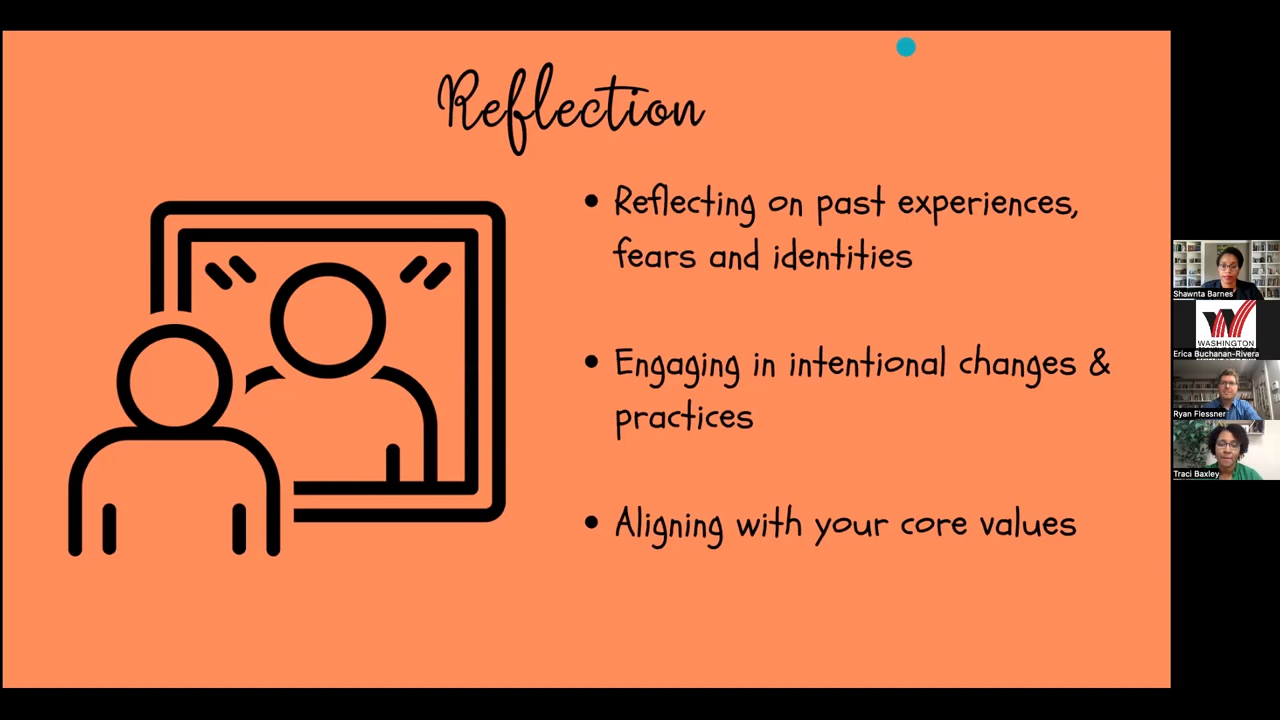 Reflection
• Reflecting on past experiences,
fears and identities
• Engaging in intentional changes &
practices
• Aligning with your core values
Shawnta Barnes
WASHINGTON
Erica Buchanan-Rivera
Ryan Flessner
Traci Baxley